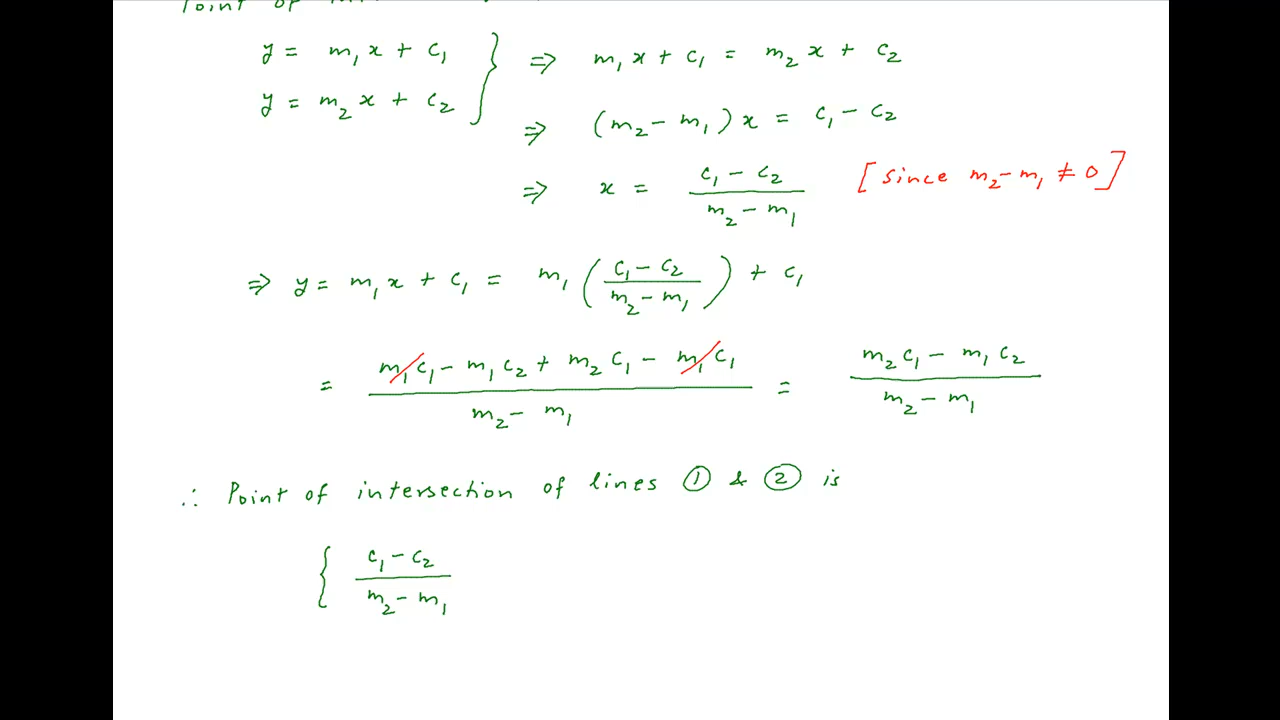 Point of
y = m₁x + c₁ } ⇒ m₁x + c₁ = m₂x + c₂
y = m₂x + c₂
⇒ (m₂ - m₁)x = c₁ - c₂
⇒ x = (c₁ - c₂)/(m₂ - m₁) [since m₂ - m₁ ≠ 0]
⇒ y = m₁x + c₁ = m₁((c₁ - c₂)/(m₂ - m₁)) + c₁
= (m₁c₁ - m₁c₂ + m₂c₁ - m₁c₁)/(m₂ - m₁) = (m₂c₁ - m₁c₂)/(m₂ - m₁)
∴ Point of intersection of lines ① & ② is
{ (c₁ - c₂)/(m₂ - m₁)